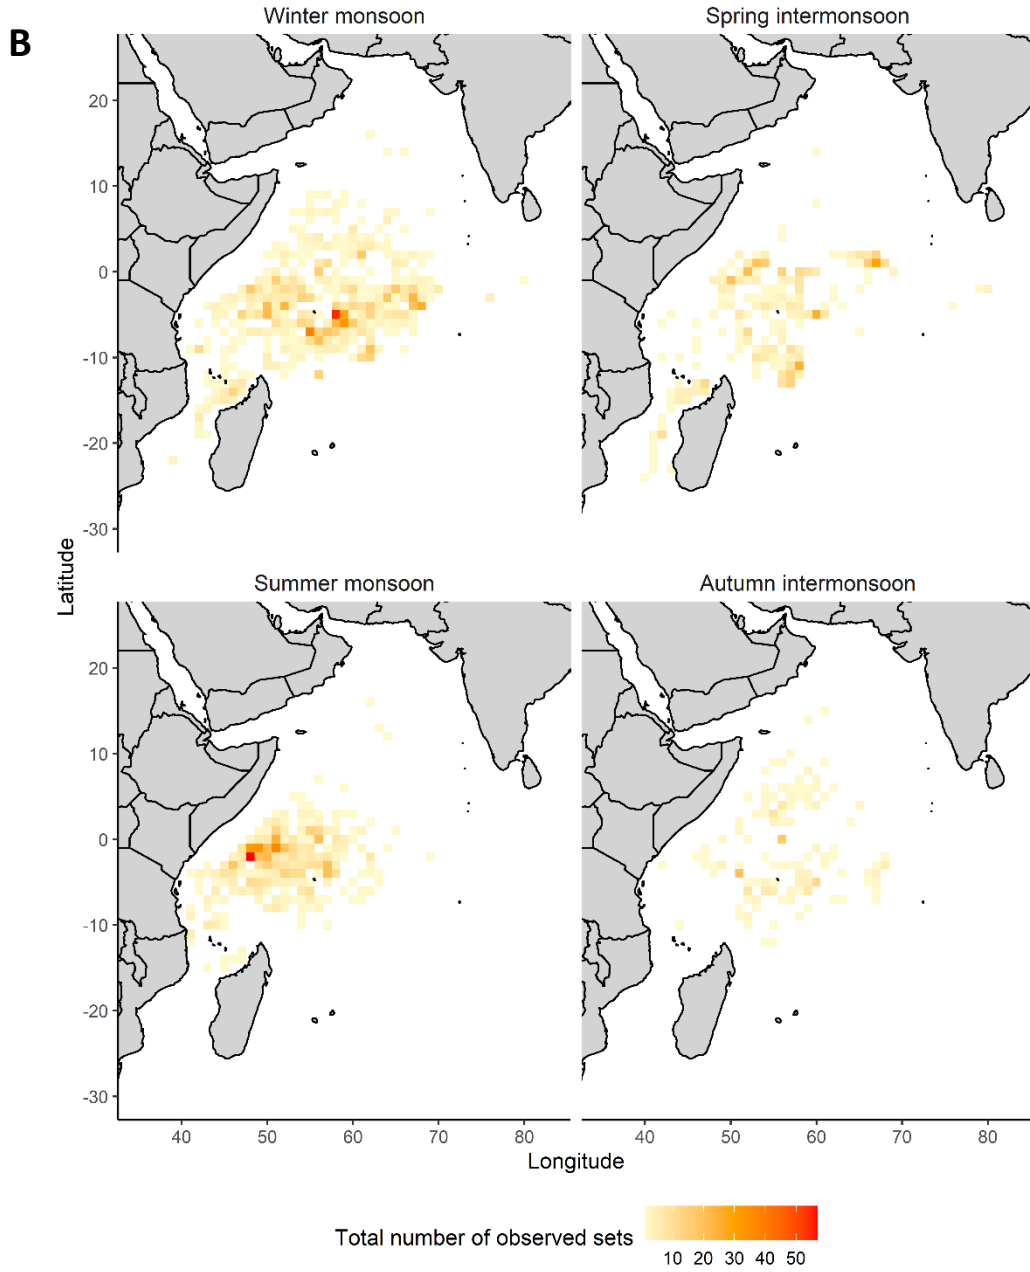 B
Winter monsoon
Spring intermonsoon
20
10
0
-10
-20
-30
Latitude
Summer monsoon
Autumn intermonsoon
20
10
0
-10
-20
-30
40 50 60 70 80 40 50 60 70 80
Longitude
Total number of observed sets
10 20 30 40 50